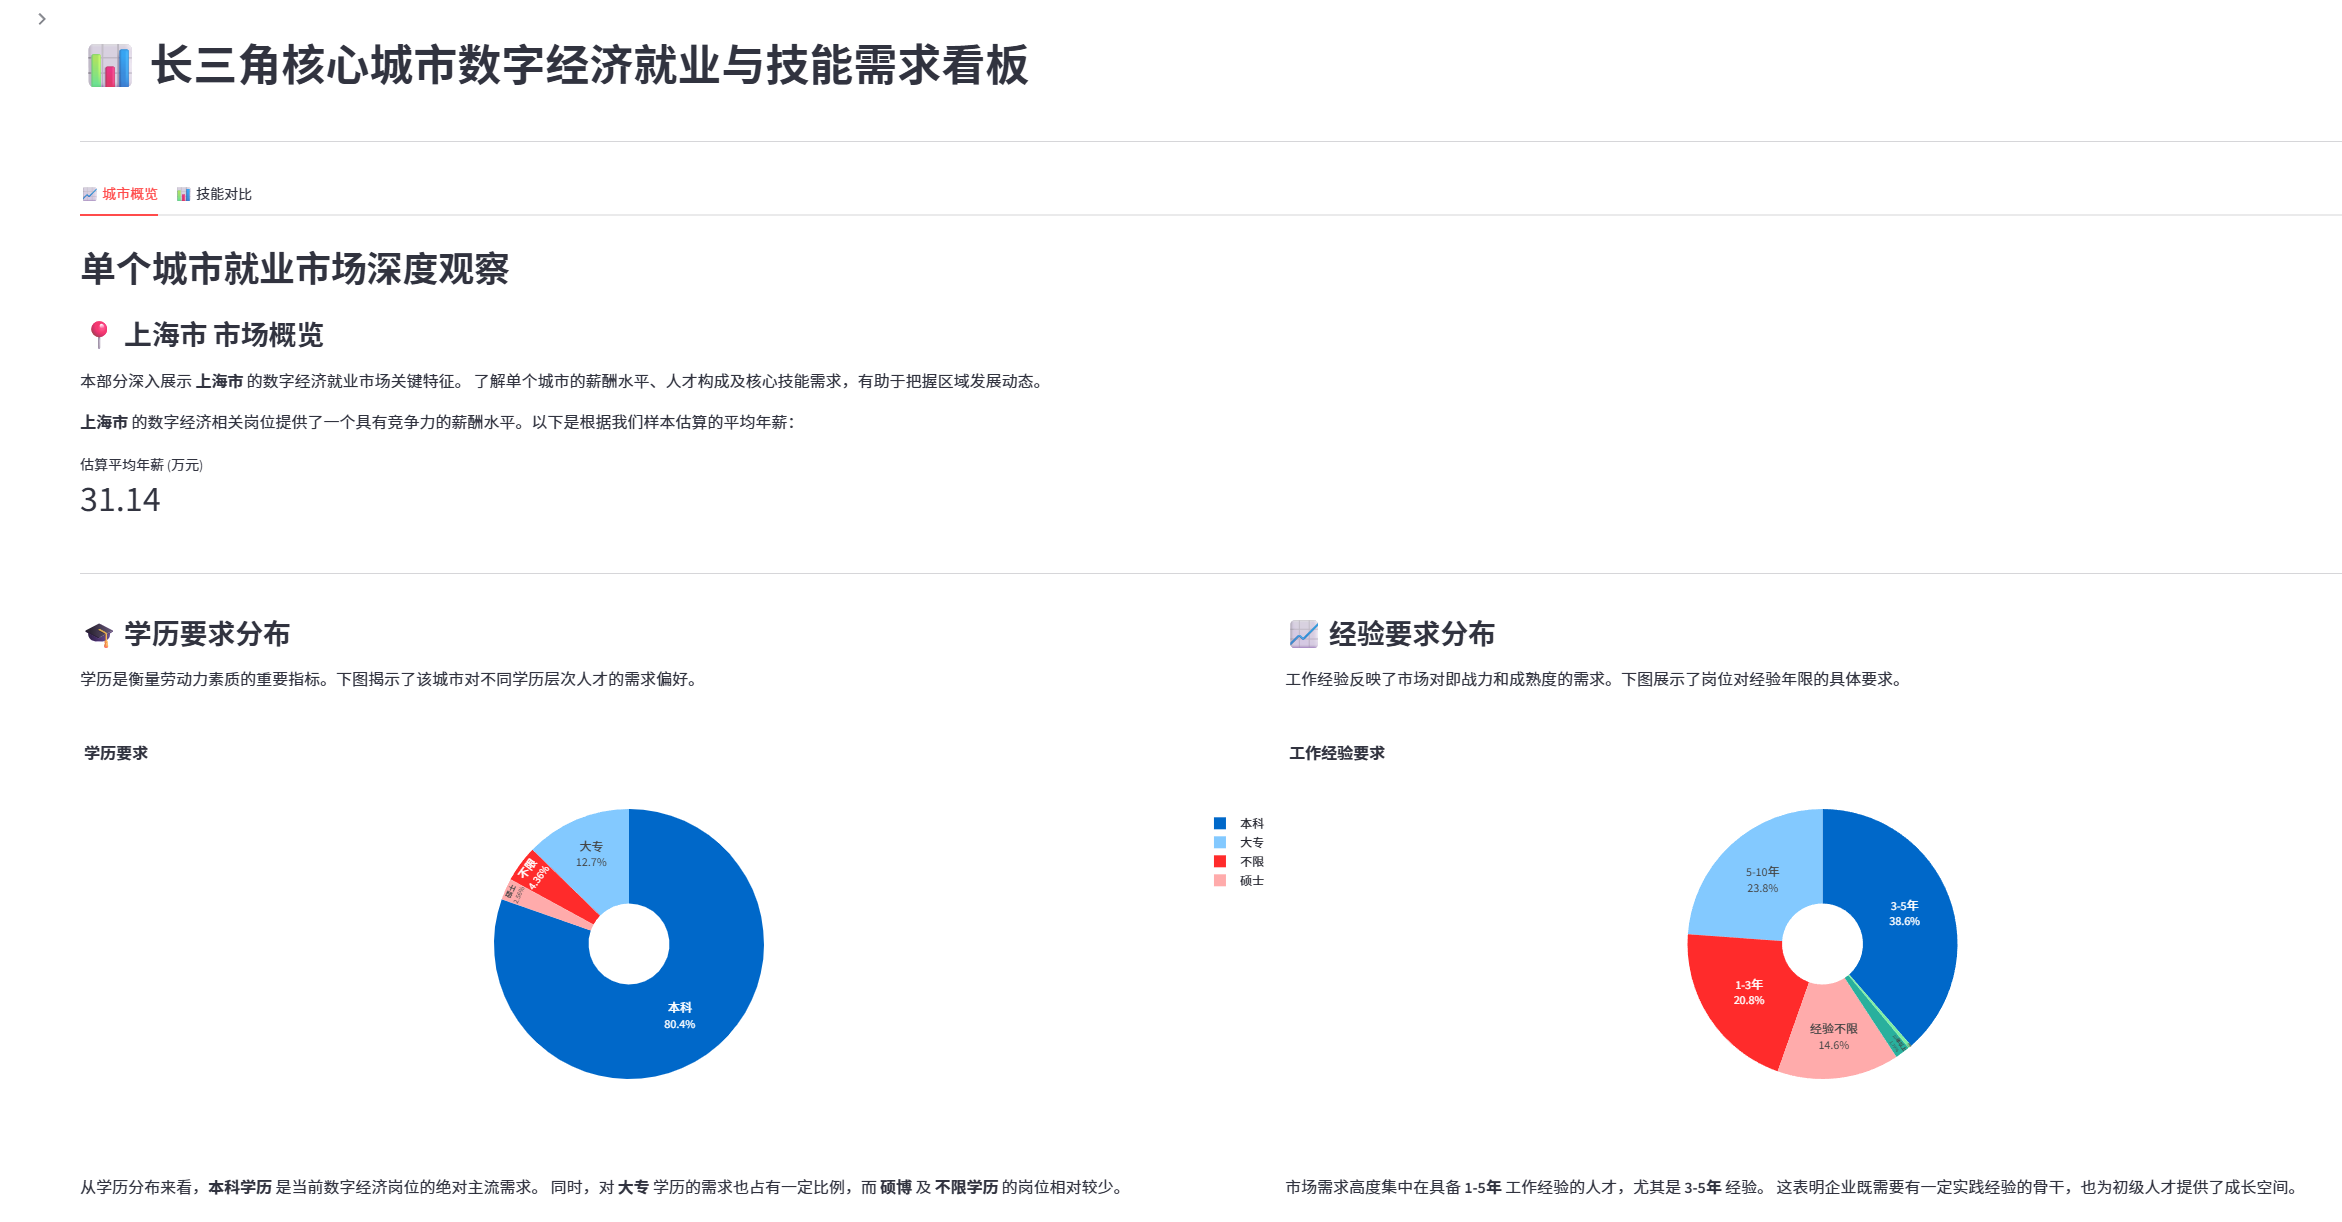 长三角核心城市数字经济就业与技能需求看板
城市概览
技能对比
单个城市就业市场深度观察
上海市 市场概览
本部分深入展示 上海市 的数字经济就业市场关键特征。 了解单个城市的薪酬水平、人才构成及核心技能需求，有助于把握区域发展动态。
上海市 的数字经济相关岗位提供了一个具有竞争力的薪酬水平。以下是根据我们样本估算的平均年薪：
估算平均年薪 (万元)
31.14
学历要求分布
学历是衡量劳动力素质的重要指标。下图揭示了该城市对不同学历层次人才的需求偏好。
学历要求
大专
12.7%
不限
4.36%
硕士
本科
80.4%
本科
大专
不限
硕士
从学历分布来看，本科学历 是当前数字经济岗位的绝对主流需求。 同时，对 大专 学历的需求也占有一定比例，而 硕博 及 不限学历 的岗位相对较少。
经验要求分布
工作经验反映了市场对即战力和成熟度的需求。下图展示了岗位对经验年限的具体要求。
工作经验要求
5-10年
23.8%
3-5年
38.6%
1-3年
20.8%
经验不限
14.6%
市场需求高度集中在具备 1-5年 工作经验的人才，尤其是 3-5年 经验。 这表明企业既需要有一定实践经验的骨干，也为初级人才提供了成长空间。